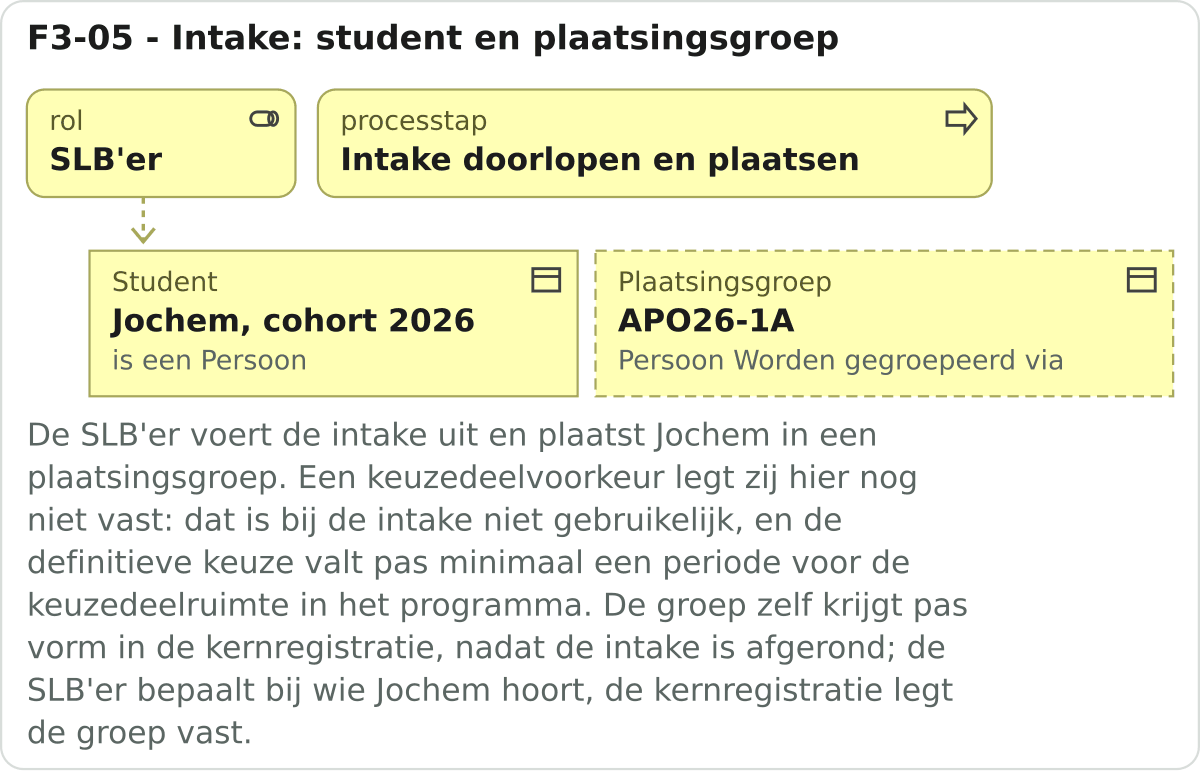 F3-05 - Intake: student en plaatsingsgroep
rol
SLB'er
processtap
Intake doorlopen en plaatsen
Student
Jochem, cohort 2026
is een Persoon
Plaatsingsgroep
APO26-1A
Persoon Worden gegroepeerd via
De SLB'er voert de intake uit en plaatst Jochem in een
plaatsingsgroep. Een keuzedeelvoorkeur legt zij hier nog
niet vast: dat is bij de intake niet gebruikelijk, en de
definitieve keuze valt pas minimaal een periode voor de
keuzedeelruimte in het programma. De groep zelf krijgt pas
vorm in de kernregistratie, nadat de intake is afgerond; de
SLB'er bepaalt bij wie Jochem hoort, de kernregistratie legt
de groep vast.